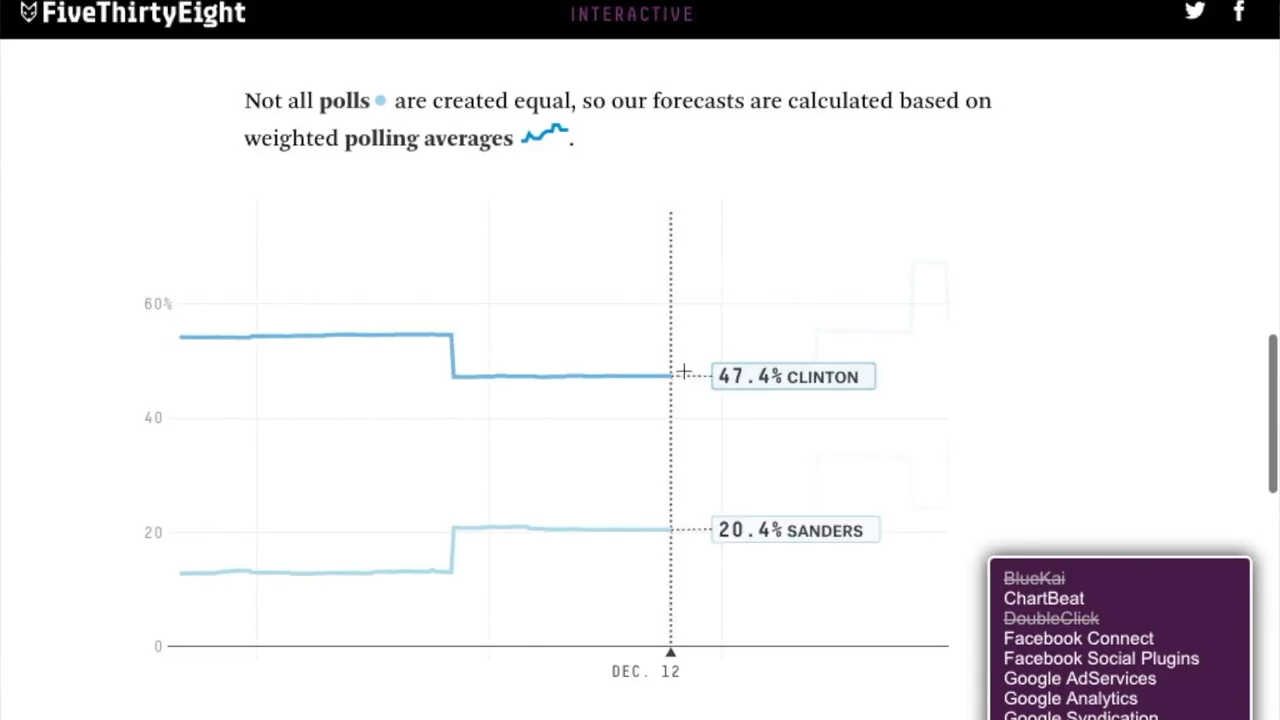 FiveThirtyEight
INTERACTIVE
Not all polls are created equal, so our forecasts are calculated based on
weighted polling averages .
60%
47.4% CLINTON
40
20
20.4% SANDERS
0
DEC. 12
BlueKai
ChartBeat
DoubleClick
Facebook Connect
Facebook Social Plugins
Google AdServices
Google Analytics
Google Syndication